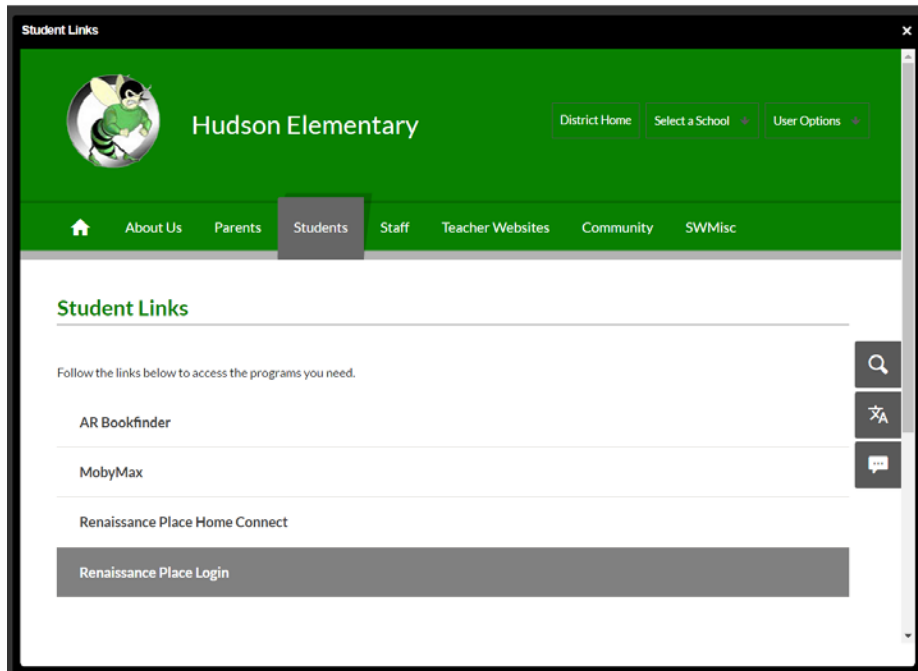 Student Links
Hudson Elementary
District Home Select a School User Options
About Us Parents Students Staff Teacher Websites Community SWMisc
Student Links
Follow the links below to access the programs you need.
AR Bookfinder
MobyMax
Renaissance Place Home Connect
Renaissance Place Login